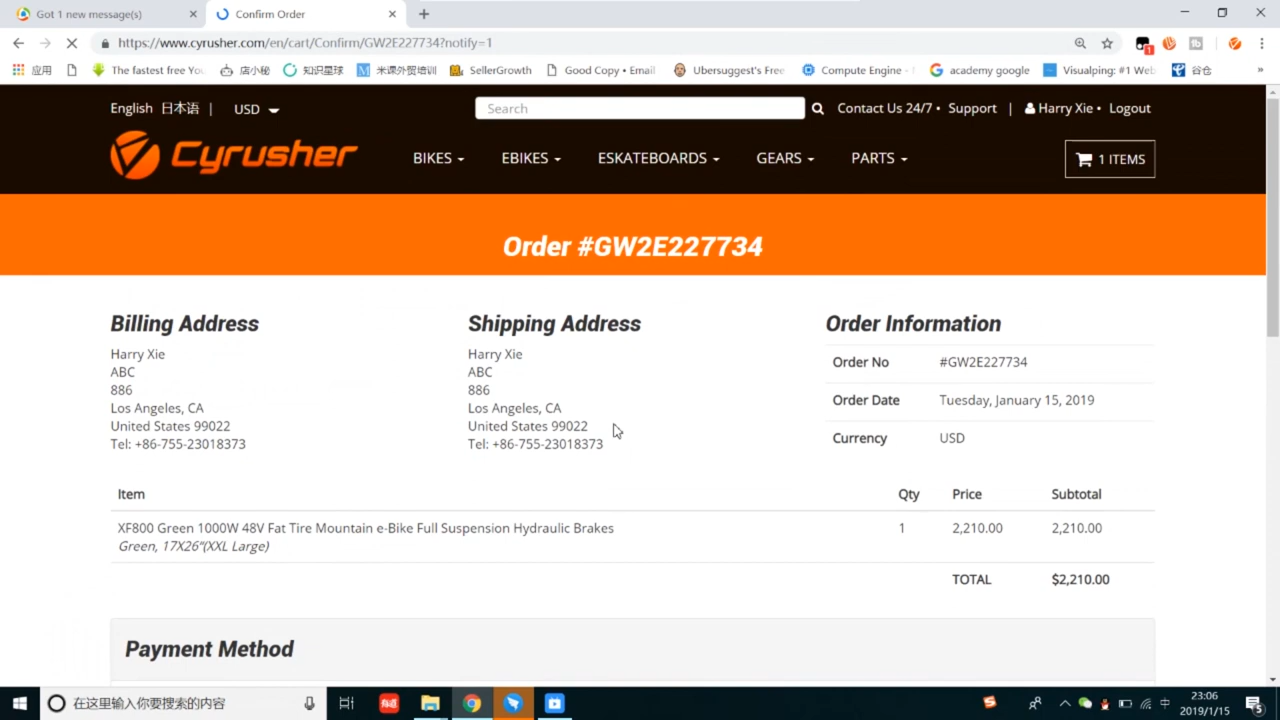 Got 1 new message(s)
Confirm Order
https://www.cyrusher.com/en/cart/Confirm/GW2E227734?notify=1
应用
The fastest free You
店小秘
知识星球
米课外贸培训
SellerGrowth
Good Copy • Email
Ubersuggest's Free
Compute Engine -
academy google
Visualping: #1 Web
谷仓
English 日本语 | USD
Search
Contact Us 24/7 • Support | Harry Xie • Logout
Cyrusher
BIKES EBIKES ESKATEBOARDS GEARS PARTS
1 ITEMS
Order #GW2E227734
Billing Address
Harry Xie
ABC
886
Los Angeles, CA
United States 99022
Tel: +86-755-23018373
Shipping Address
Harry Xie
ABC
886
Los Angeles, CA
United States 99022
Tel: +86-755-23018373
Order Information
Order No #GW2E227734
Order Date Tuesday, January 15, 2019
Currency USD
Item Qty Price Subtotal
XF800 Green 1000W 48V Fat Tire Mountain e-Bike Full Suspension Hydraulic Brakes 1 2,210.00 2,210.00
Green, 17X26"(XXL Large)
TOTAL $2,210.00
Payment Method
在这里输入你要搜索的内容
中
23:06
2019/1/15
5